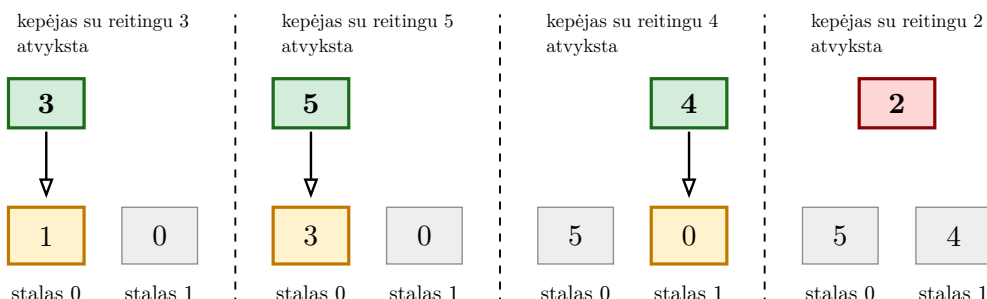 kepėjas su reitingu 3
atvyksta
3
1 0
stalas 0 stalas 1
kepėjas su reitingu 5
atvyksta
5
3 0
stalas 0 stalas 1
kepėjas su reitingu 4
atvyksta
4
5 0
stalas 0 stalas 1
kepėjas su reitingu 2
atvyksta
2
5 4
stalas 0 stalas 1